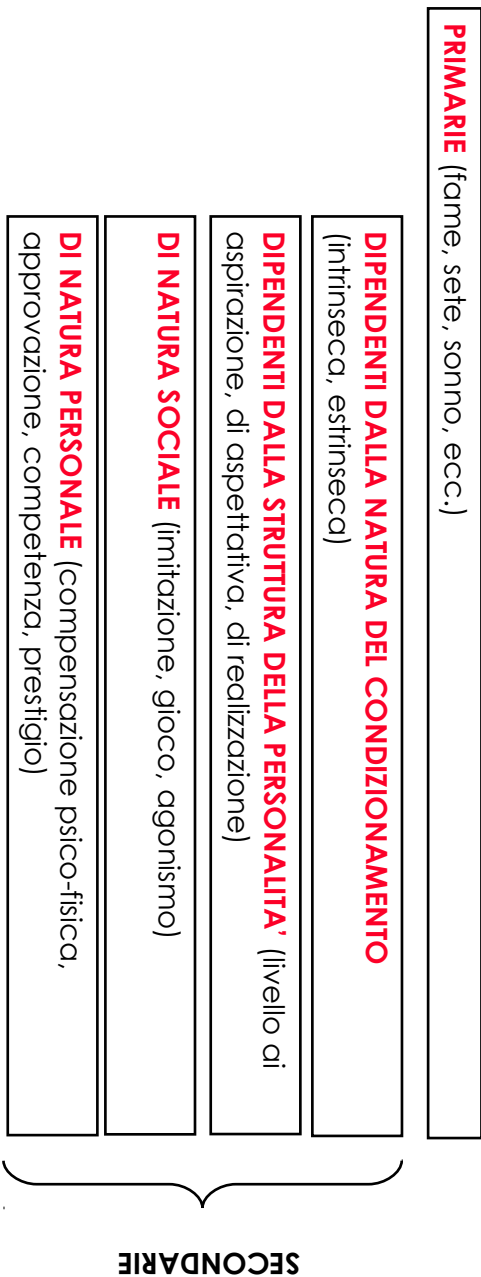 PRIMARIE (fame, sete, sonno, ecc.)
DIPENDENTI DALLA NATURA DEL CONDIZIONAMENTO
(intrinseca, estrinseca)
DIPENDENTI DALLA STRUTTURA DELLA PERSONALITA’ (livello di
aspirazione, di aspettativa, di realizzazione)
DI NATURA SOCIALE (imitazione, gioco, agonismo)
DI NATURA PERSONALE (compensazione psico-fisica,
approvazione, competenza, prestigio)
SECONDARIE